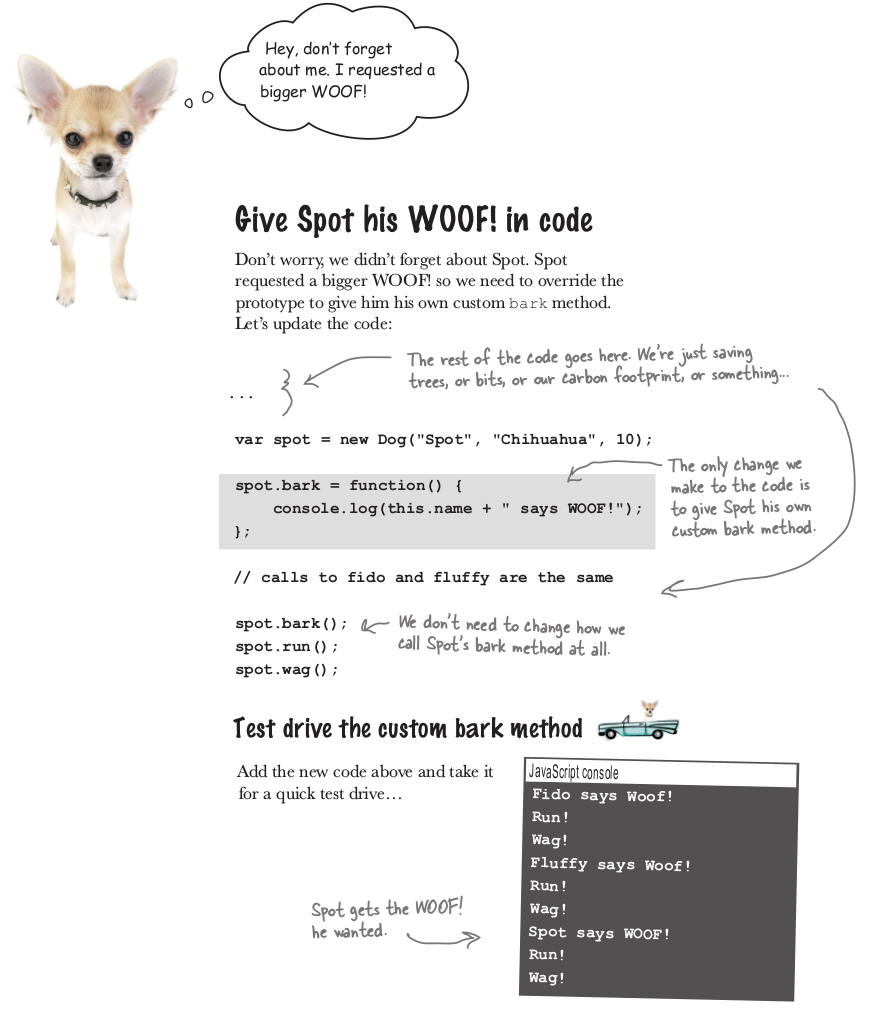 Hey, don't forget
about me. I requested a
bigger WOOF!
Give Spot his WOOF! in code
Don't worry, we didn't forget about Spot. Spot
requested a bigger WOOF! so we need to override the
prototype to give him his own custom bark method.
Let's update the code:
The rest of the code goes here. We're just saving
trees, or bits, or our carbon footprint, or something...
...
var spot = new Dog("Spot", "Chihuahua", 10);
spot.bark = function() {
    console.log(this.name + " says WOOF!");
};
The only change we
make to the code is
to give Spot his own
custom bark method.
// calls to fido and fluffy are the same
spot.bark();
spot.run();
spot.wag();
We don't need to change how we
call Spot's bark method at all.
Test drive the custom bark method
Add the new code above and take it
for a quick test drive...
JavaScript console
Fido says Woof!
Run!
Wag!
Fluffy says Woof!
Run!
Wag!
Spot says WOOF!
Run!
Wag!
Spot gets the WOOF!
he wanted.